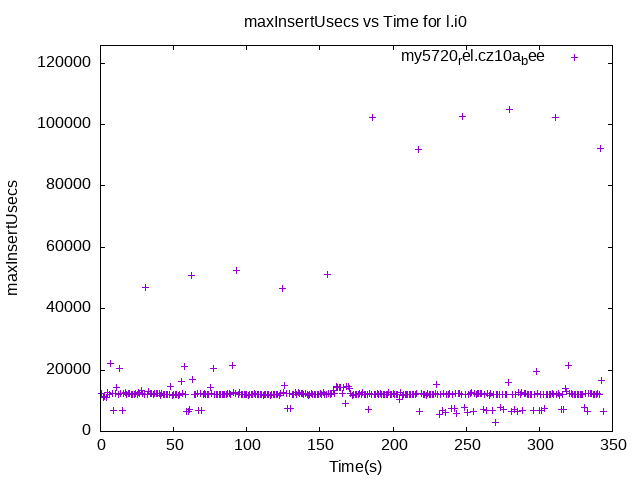 maxInsertUsecs vs Time for l.i0
my5720rel.cz10abee
120000
100000
80000
60000
40000
20000
0
maxInsertUsecs
0 50 100 150 200 250 300 350
Time(s)